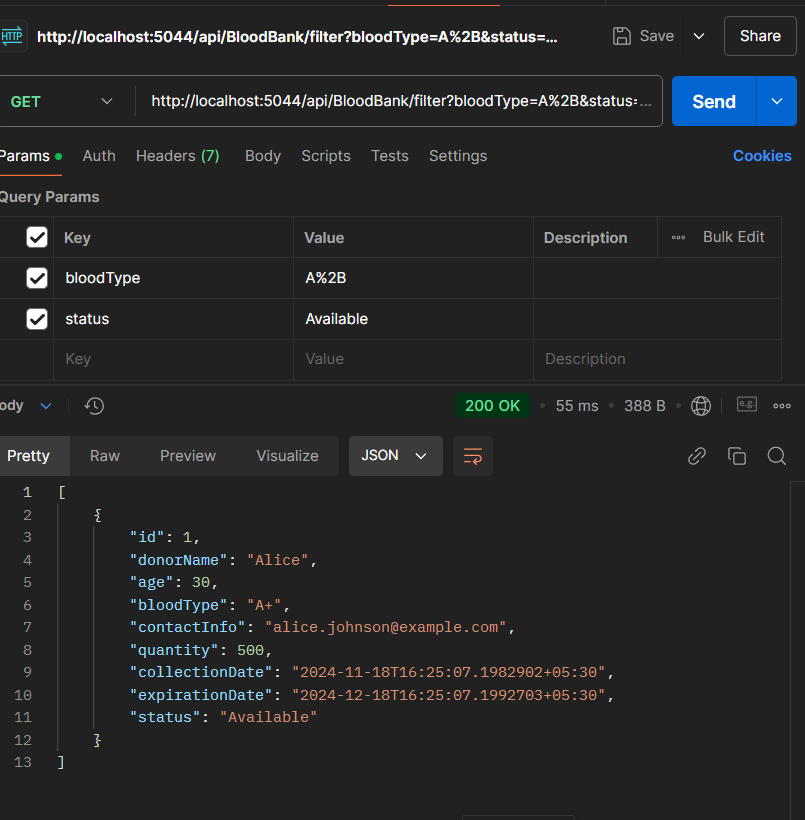 HTTP http://localhost:5044/api/BloodBank/filter?bloodType=A%2B&status=... Save Share
GET http://localhost:5044/api/BloodBank/filter?bloodType=A%2B&status=... Send
Params Auth Headers (7) Body Scripts Tests Settings Cookies
Query Params
Key Value Description Bulk Edit
bloodType A%2B
status Available
Key Value Description
ody 200 OK 55 ms 388 B e.g.
Pretty Raw Preview Visualize JSON
1 [
2 {
3 "id": 1,
4 "donorName": "Alice",
5 "age": 30,
6 "bloodType": "A+",
7 "contactInfo": "alice.johnson@example.com",
8 "quantity": 500,
9 "collectionDate": "2024-11-18T16:25:07.1982902+05:30",
10 "expirationDate": "2024-12-18T16:25:07.1992703+05:30",
11 "status": "Available"
12 }
13 ]